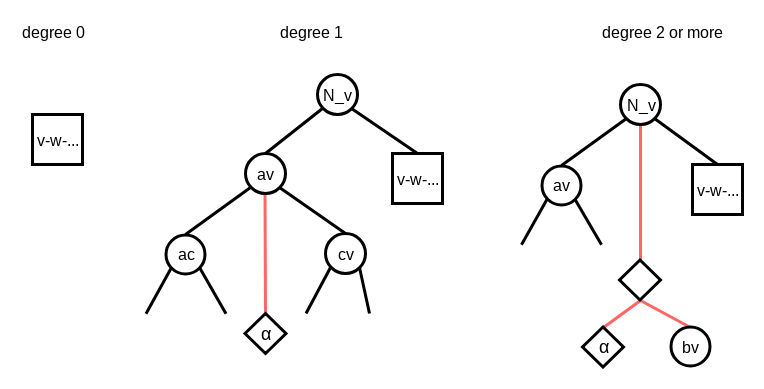 degree 0
degree 1
degree 2 or more
v-w-...
N_v
av
v-w-...
ac
cv
α
N_v
av
v-w-...
α
bv